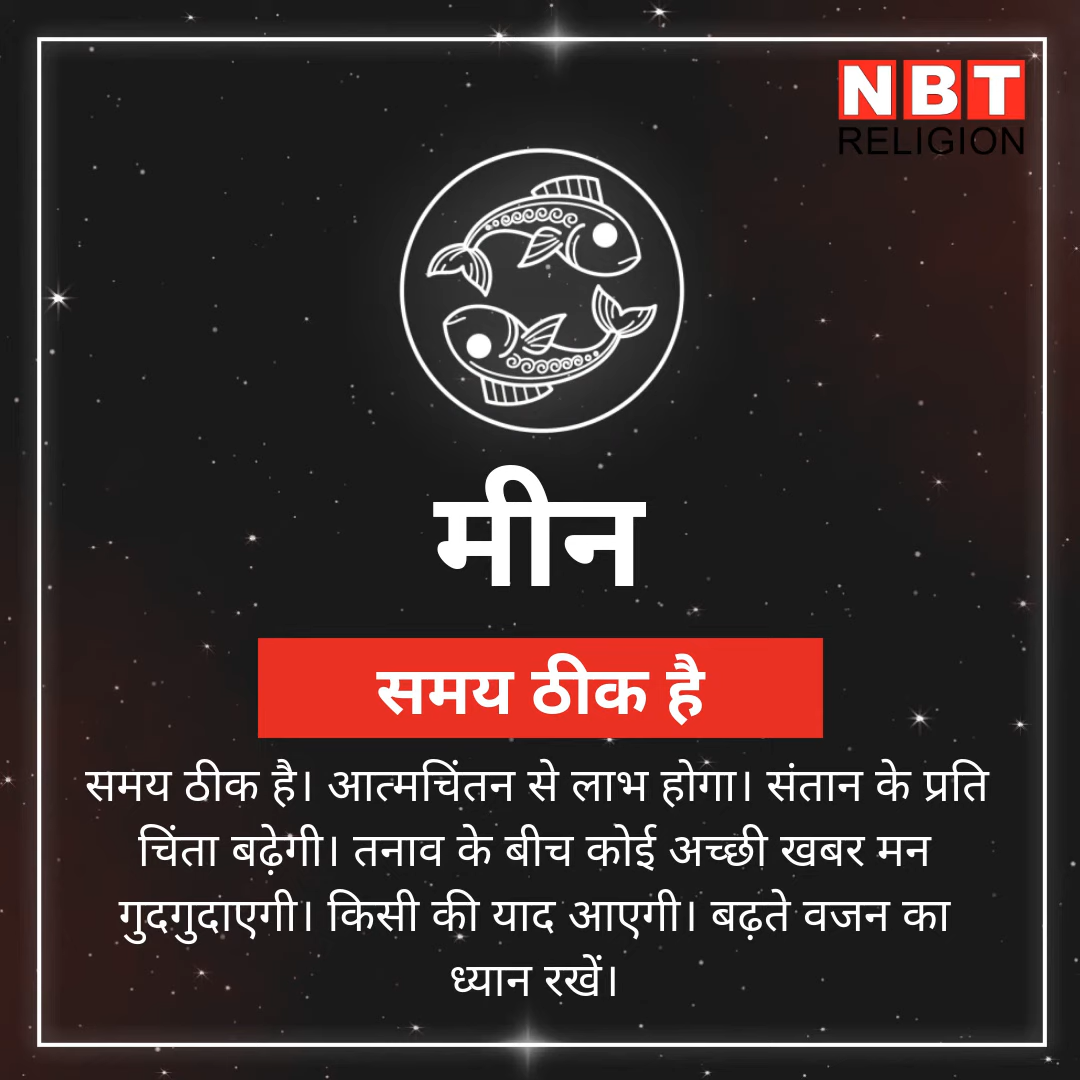 NBT
RELIGION
मीन
समय ठीक है
समय ठीक है। आत्मचिंतन से लाभ होगा। संतान के प्रति
चिंता बढ़ेगी। तनाव के बीच कोई अच्छी खबर मन
गुदगुदाएगी। किसी की याद आएगी। बढ़ते वजन का
ध्यान रखें।